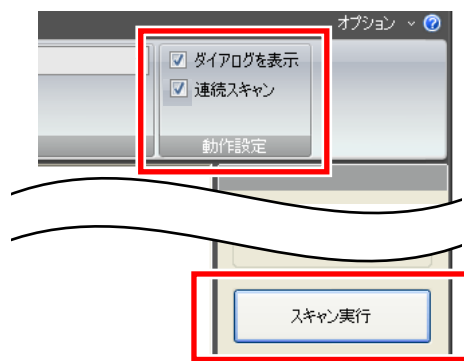 オプション
ダイアログを表示
連続スキャン
動作設定
スキャン実行